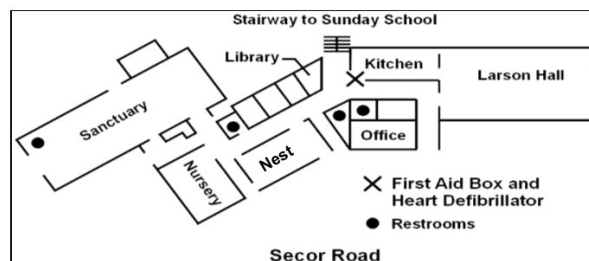 Stairway to Sunday School
Library
Kitchen
Larson Hall
Sanctuary
Nursery
Nest
Office
First Aid Box and
Heart Defibrillator
Restrooms
Secor Road